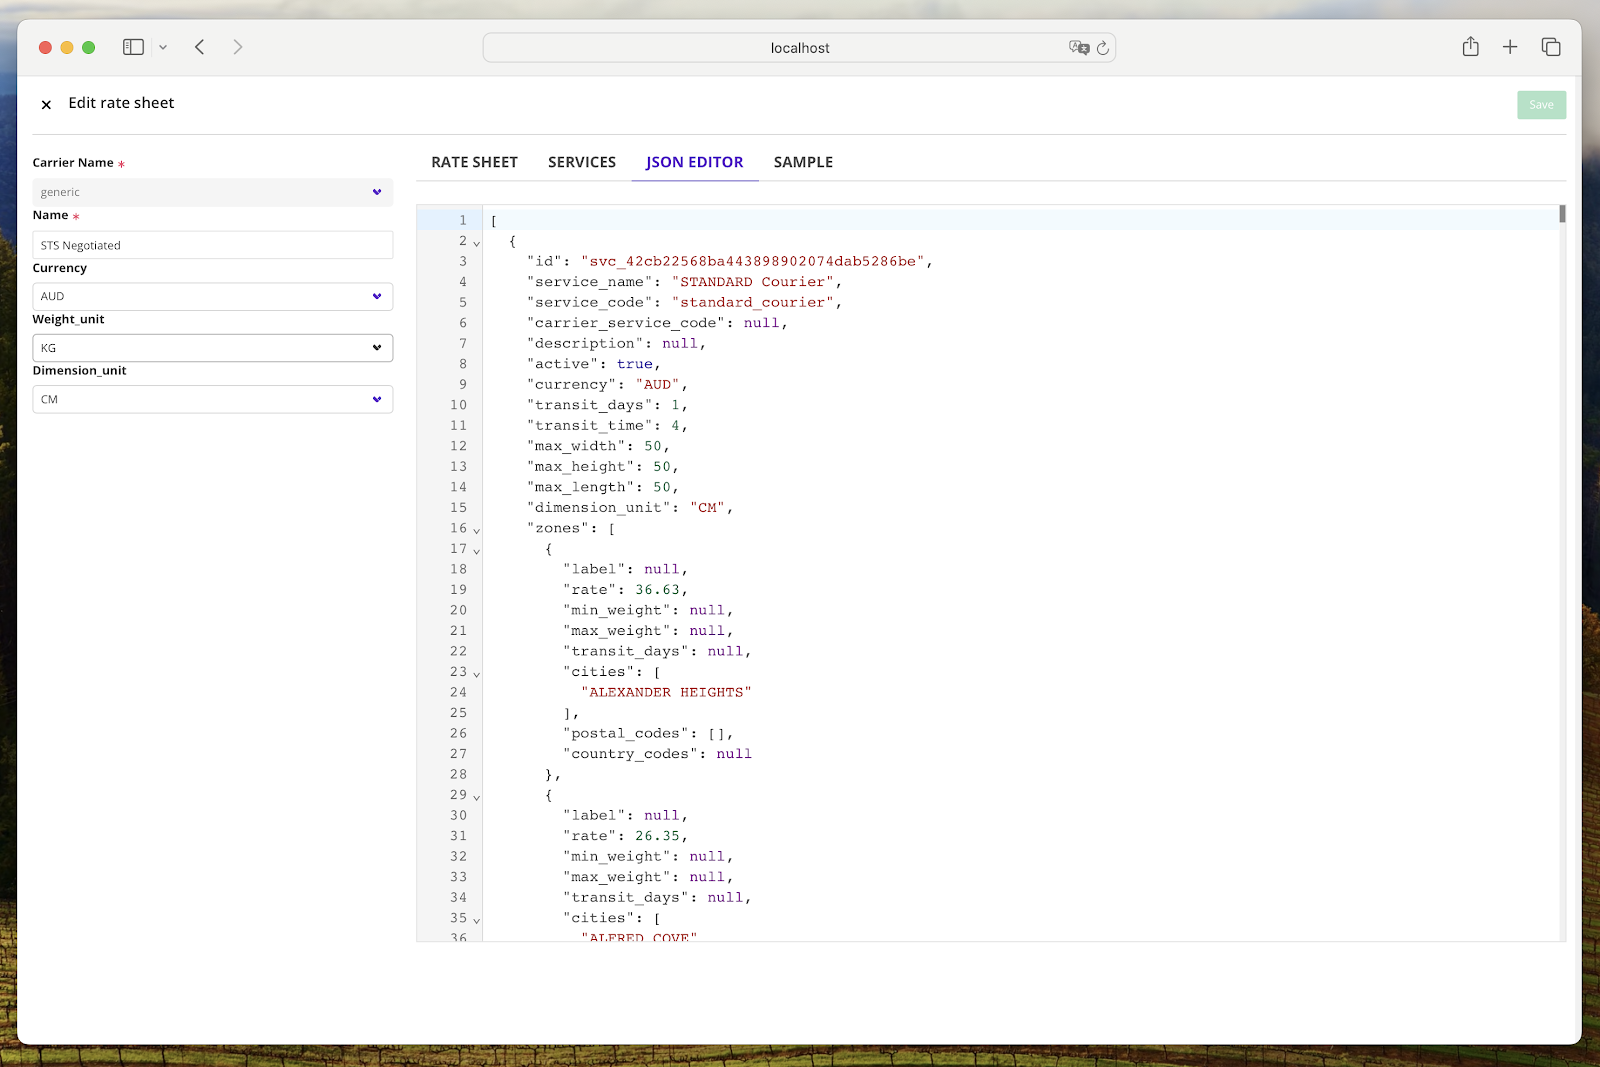 localhost
Edit rate sheet
Save
Carrier Name *
generic
Name *
STS Negotiated
Currency
AUD
Weight_unit
KG
Dimension_unit
CM
RATE SHEET SERVICES JSON EDITOR SAMPLE
1 [
2 {
3 "id": "svc_42cb22568ba443898902074dab5286be",
4 "service_name": "STANDARD Courier",
5 "service_code": "standard_courier",
6 "carrier_service_code": null,
7 "description": null,
8 "active": true,
9 "currency": "AUD",
10 "transit_days": 1,
11 "transit_time": 4,
12 "max_width": 50,
13 "max_height": 50,
14 "max_length": 50,
15 "dimension_unit": "CM",
16 "zones": [
17 {
18 "label": null,
19 "rate": 36.63,
20 "min_weight": null,
21 "max_weight": null,
22 "transit_days": null,
23 "cities": [
24 "ALEXANDER HEIGHTS"
25 ],
26 "postal_codes": [],
27 "country_codes": null
28 },
29 {
30 "label": null,
31 "rate": 26.35,
32 "min_weight": null,
33 "max_weight": null,
34 "transit_days": null,
35 "cities": [
36 "ALFRED COVE"